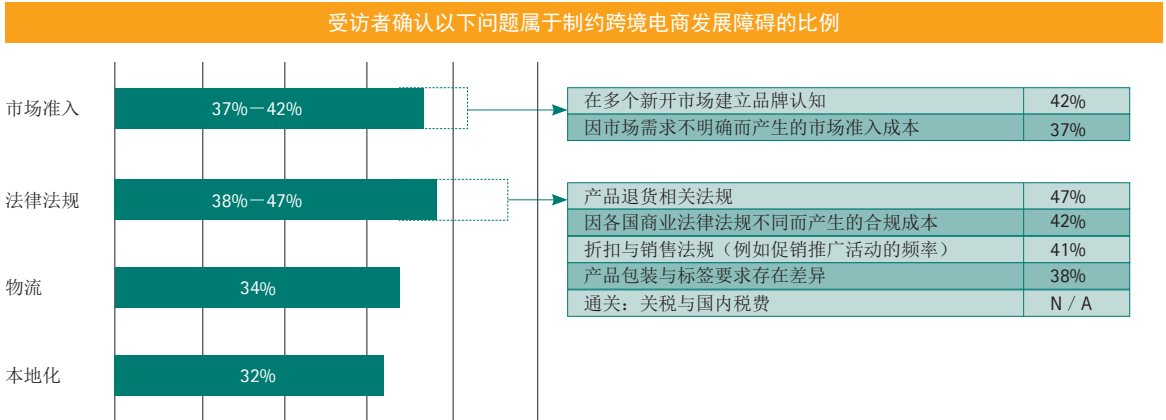 受访者确认以下问题属于制约跨境电商发展障碍的比例
市场准入
37%－42%
在多个新开市场建立品牌认知 42%
因市场需求不明确而产生的市场准入成本 37%
法律法规
38%－47%
产品退货相关法规 47%
因各国商业法律法规不同而产生的合规成本 42%
折扣与销售法规（例如促销推广活动的频率） 41%
产品包装与标签要求存在差异 38%
通关：关税与国内税费 N / A
物流
34%
本地化
32%